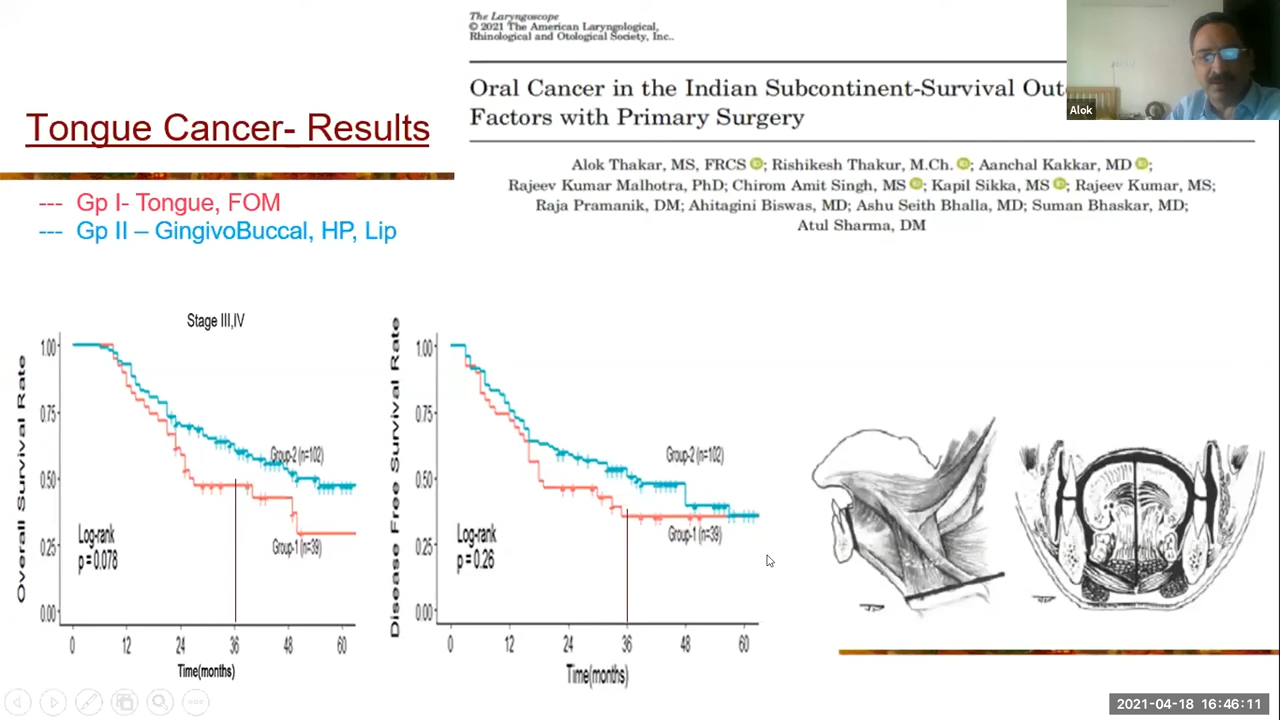 The Laryngoscope
© 2021 The American Laryngological,
Rhinological and Otological Society, Inc..
Oral Cancer in the Indian Subcontinent-Survival
Factors with Primary Surgery
Alok
Alok Thakar, MS, FRCS; Rishikesh Thakur, M.Ch.; Aanchal Kakkar, MD;
Rajeev Kumar Malhotra, PhD; Chirom Amit Singh, MS; Kapil Sikka, MS; Rajeev Kumar, MS;
Raja Pramanik, DM; Ahitagini Biswas, MD; Ashu Seith Bhalla, MD; Suman Bhaskar, MD;
Atul Sharma, DM
Tongue Cancer- Results
--- Gp I- Tongue, FOM
--- Gp II – GingivoBuccal, HP, Lip
Stage III,IV
Overall Survival Rate
1.00
0.75
0.50
0.25
0.00
Group-2 (n=102)
Group-1 (n=39)
Log-rank
p = 0.078
0 12 24 36 48 60
Time(months)
Disease Free Survival Rate
1.00
0.75
0.50
0.25
0.00
Group-2 (n=102)
Group-1 (n=39)
Log-rank
p = 0.26
0 12 24 36 48 60
Time(months)
2021-04-18 16:46:11